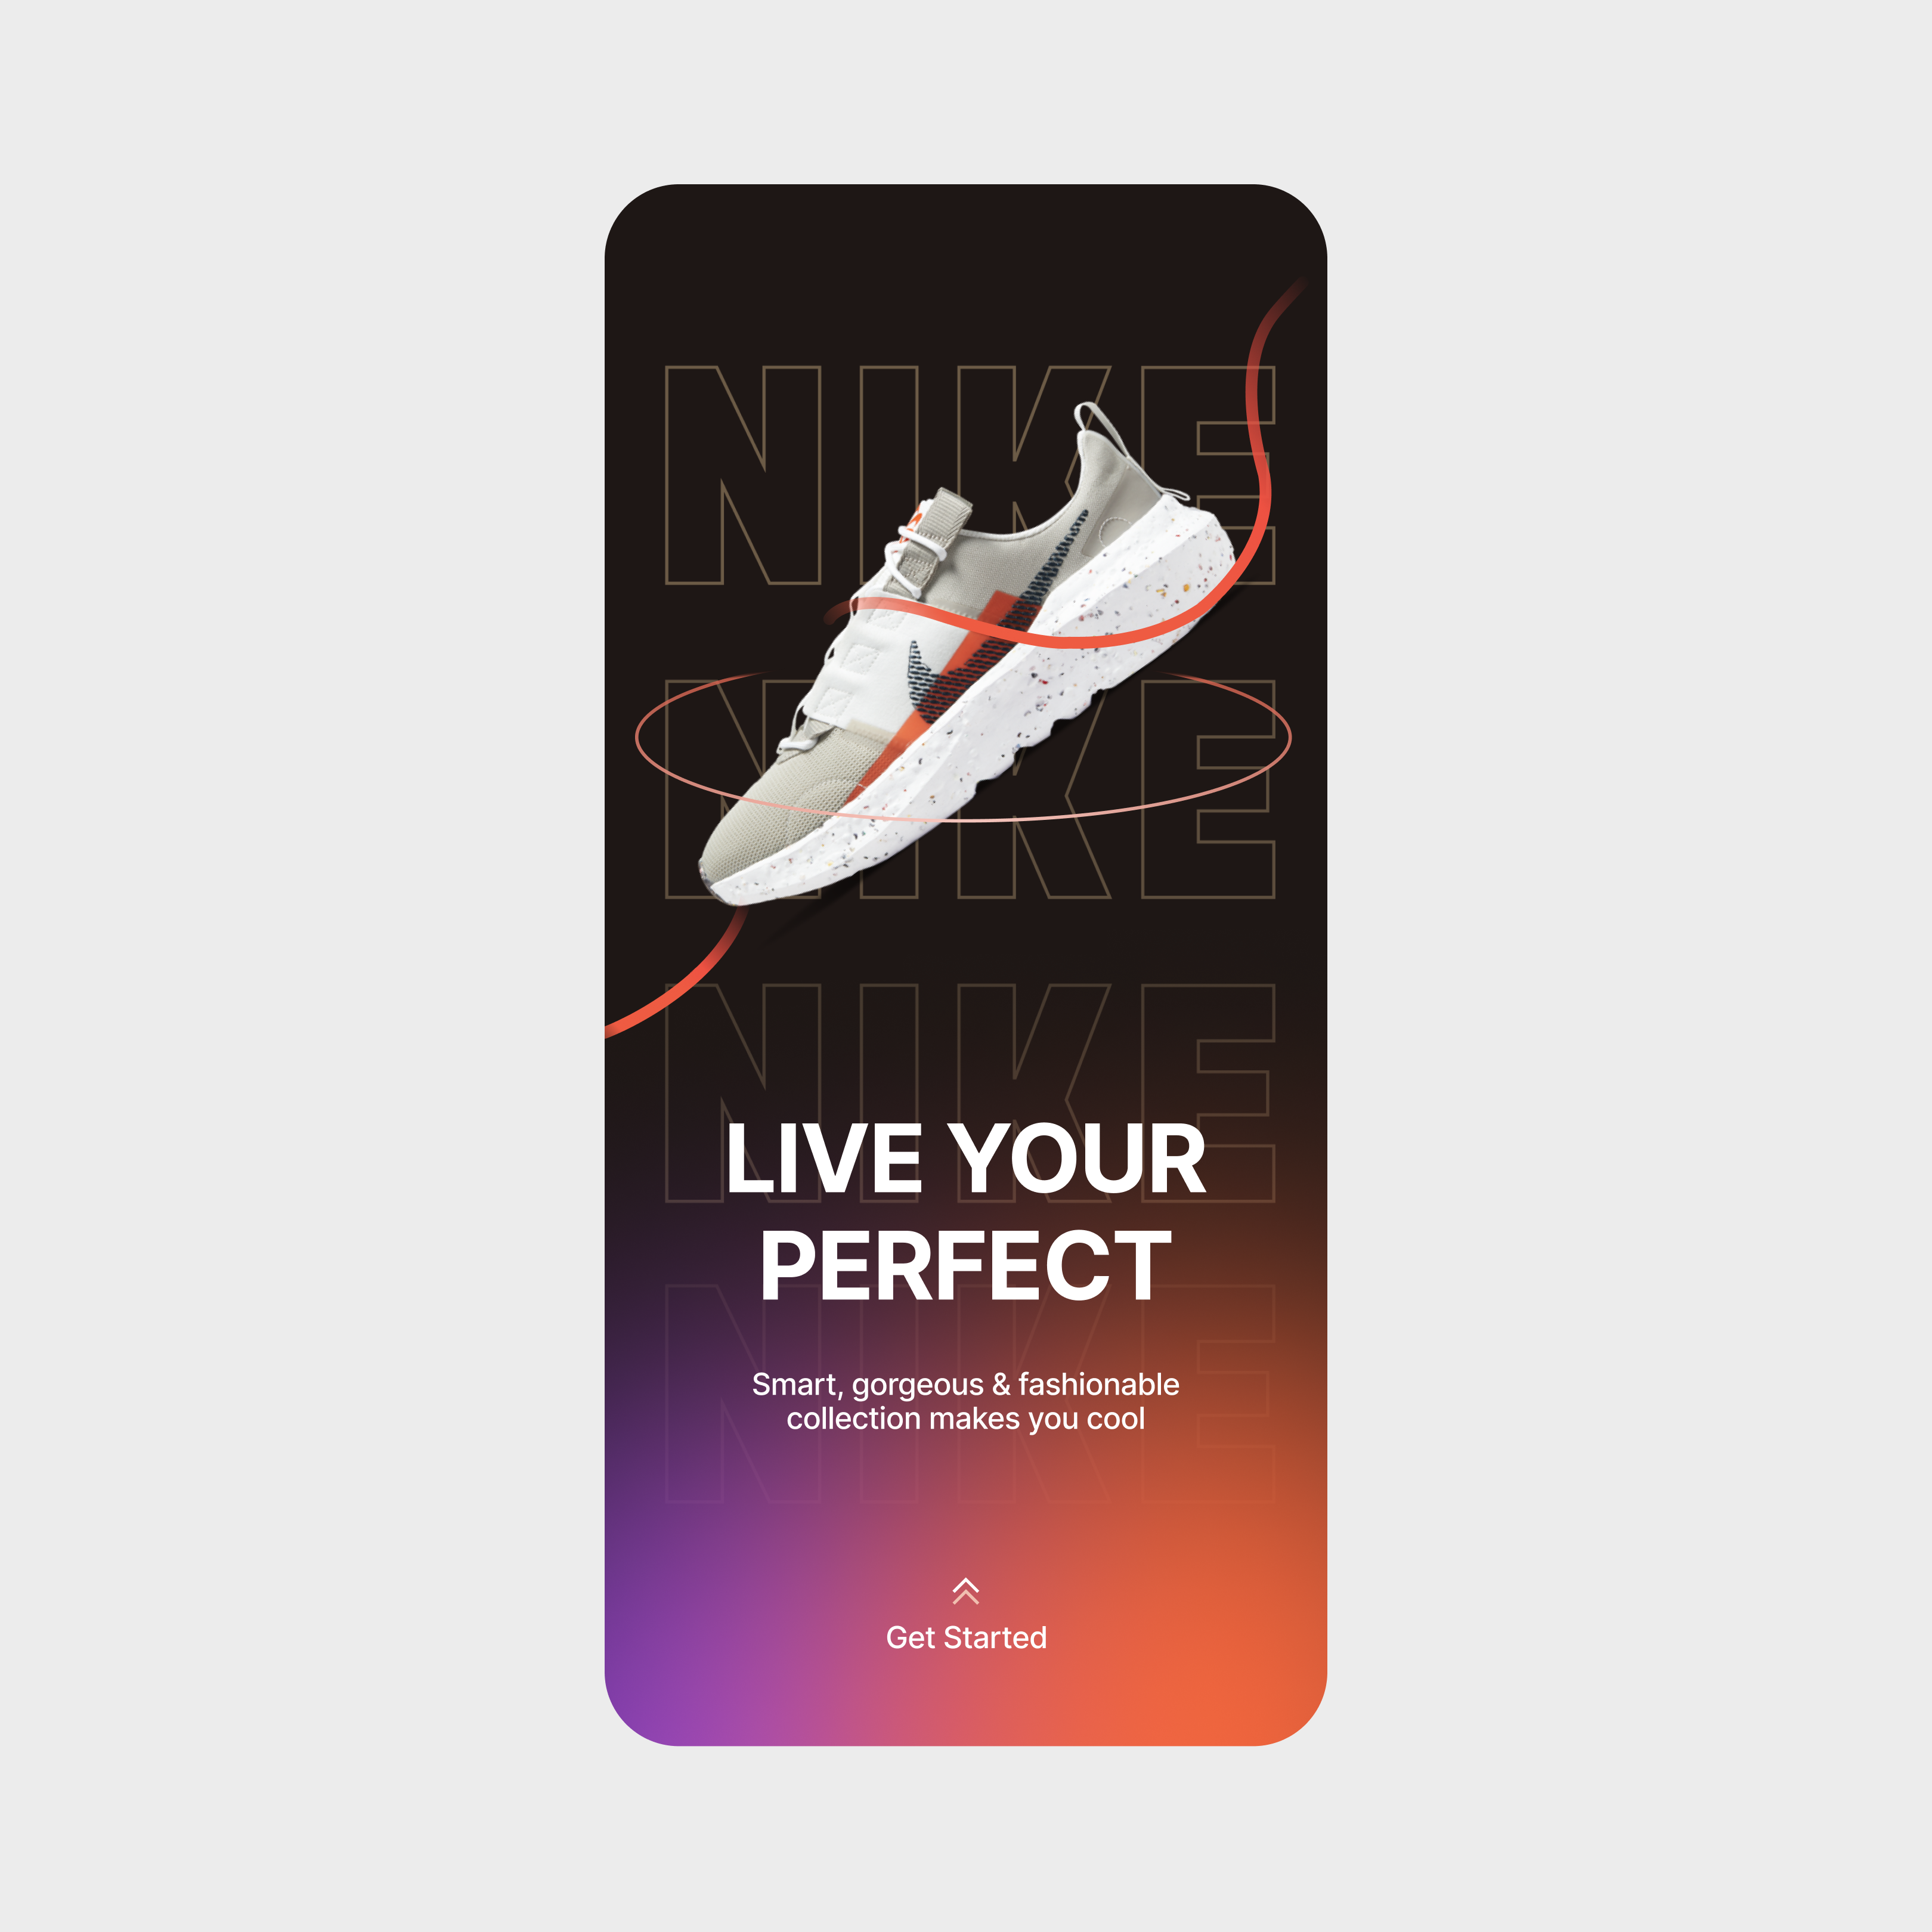 NIKE
NIKE
NIKE
LIVE YOUR
PERFECT
NIKE
Smart, gorgeous & fashionable
collection makes you cool
Get Started